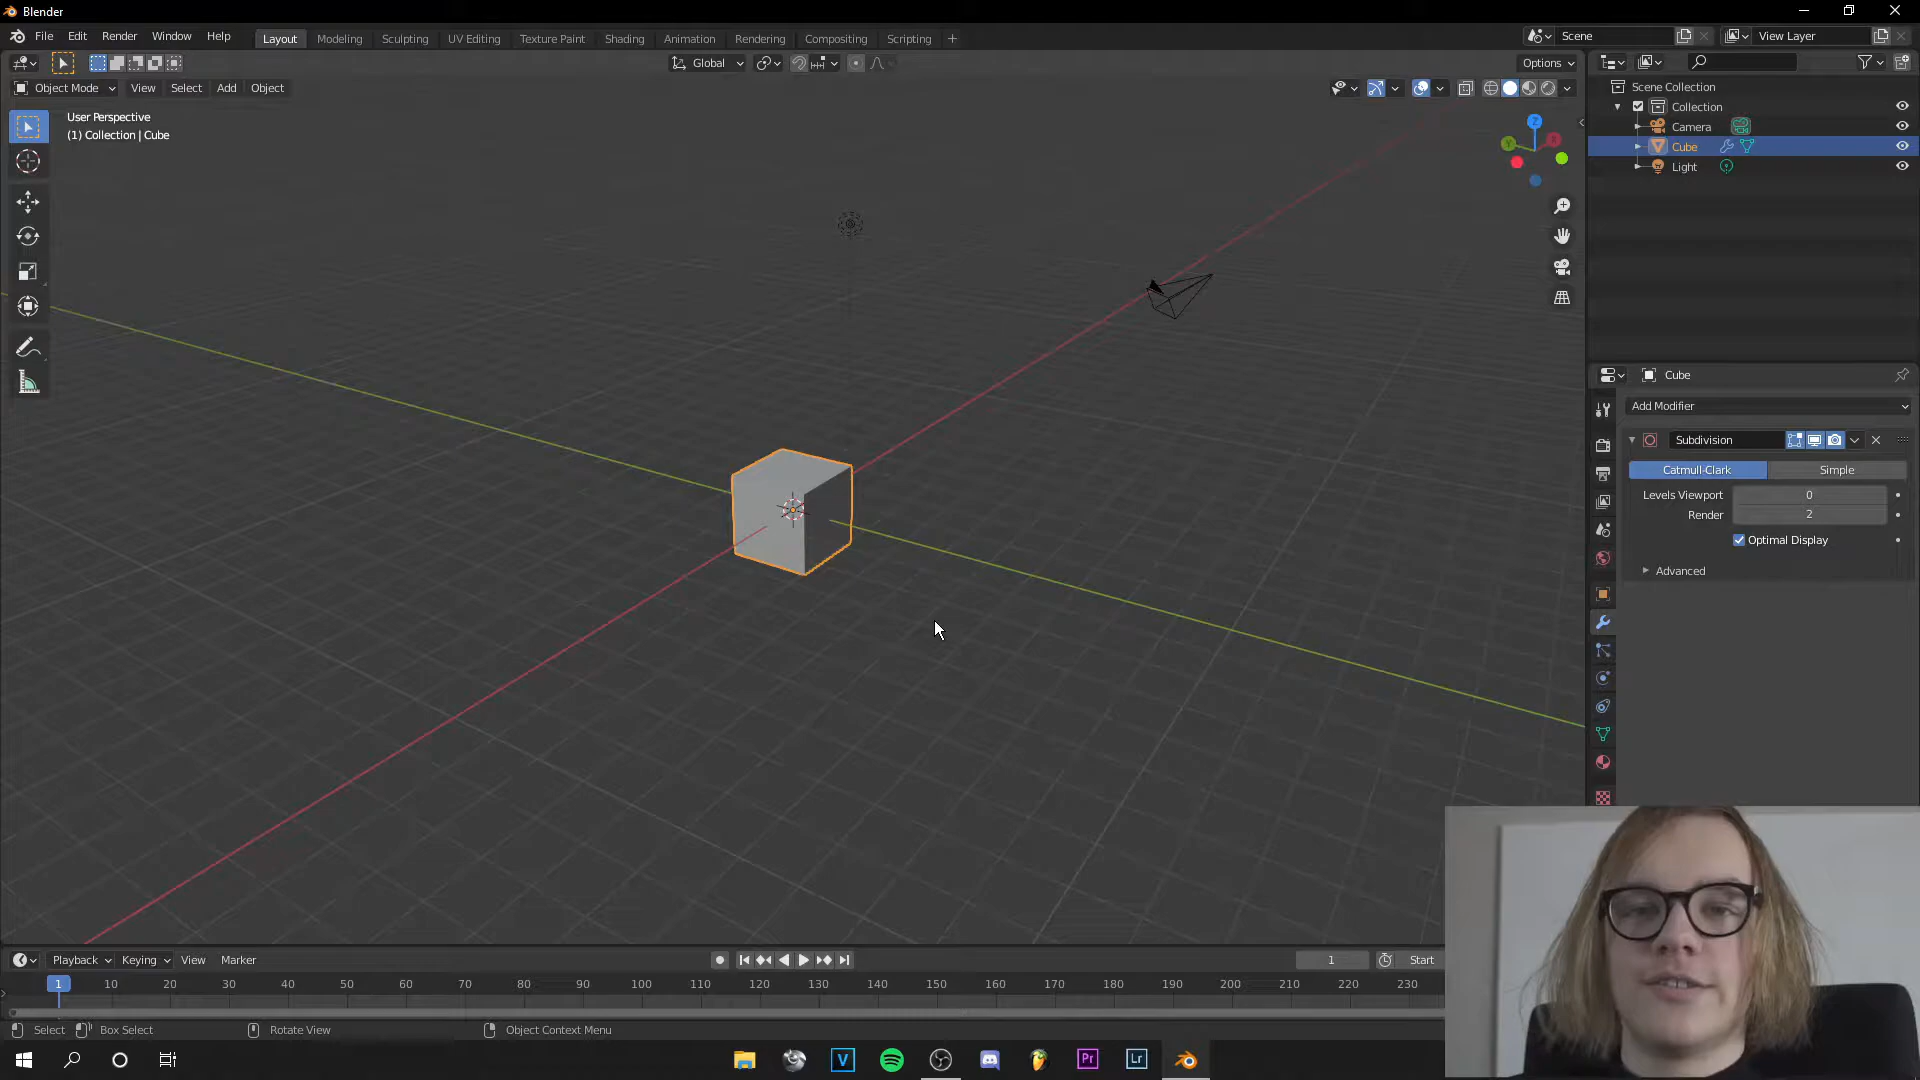 Blender
File Edit Render Window Help
Layout Modeling Sculpting UV Editing Texture Paint Shading Animation Rendering Compositing Scripting +
Scene
View Layer
Global
Options
Object Mode View Select Add Object
User Perspective
(1) Collection | Cube
Z
Y
Scene Collection
Collection
Camera
Cube
Light
Cube
Add Modifier
Subdivision
Catmull-Clark Simple
Levels Viewport 0
Render 2
Optimal Display
Advanced
Playback Keying View Marker
1
Start
1 10 20 30 40 50 60 70 80 90 100 110 120 130 140 150 160 170 180 190 200 210 220 230
Select Box Select Rotate View Object Context Menu
V
Pr
Lr